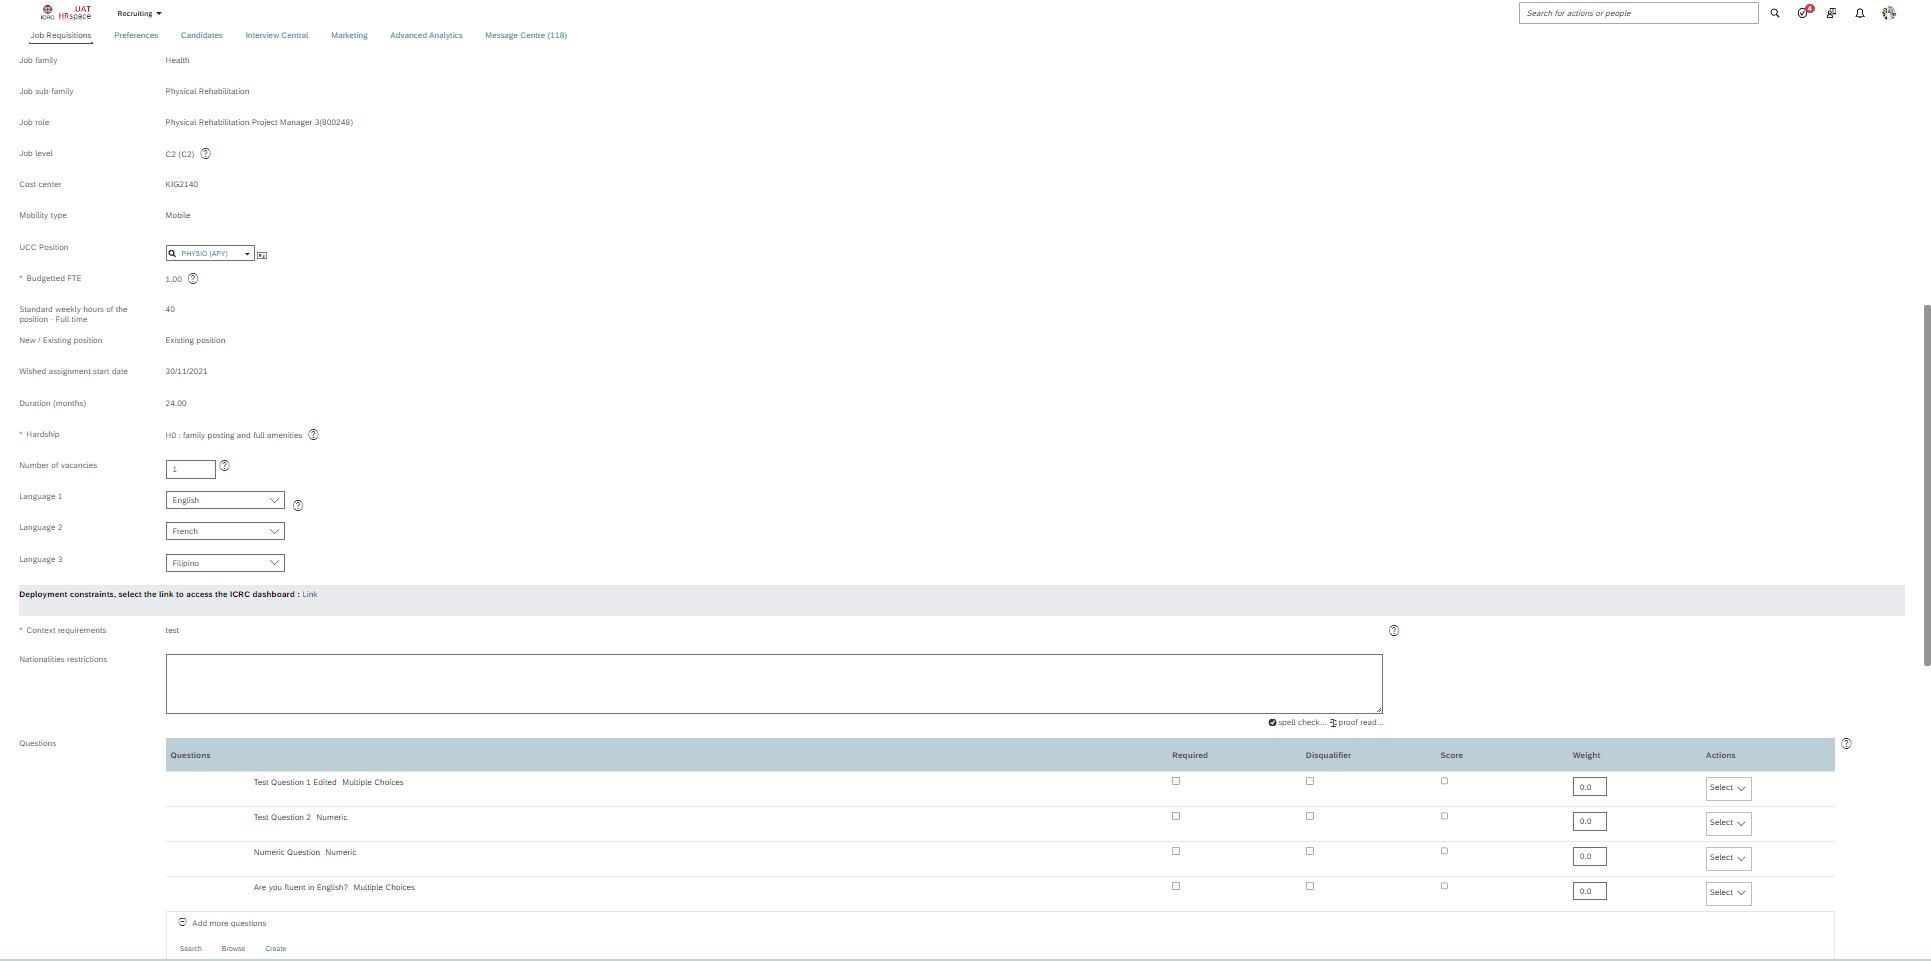 ICRC UAT HRspace Recruiting Search for actions or people 4
Job Requisitions Preferences Candidates Interview Central Marketing Advanced Analytics Message Centre (118)
Job family Health
Job sub-family Physical Rehabilitation
Job role Physical Rehabilitation Project Manager 3(800248)
Job level C2 (C2) ?
Cost center KIG2140
Mobility type Mobile
UCC Position PHYSIO (APY)
* Budgetted FTE 1.00 ?
Standard weekly hours of the position - Full time 40
New / Existing position Existing position
Wished assignment start date 30/11/2021
Duration (months) 24.00
* Hardship H0 : family posting and full amenities ?
Number of vacancies 1 ?
Language 1 English ?
Language 2 French
Language 3 Filipino
Deployment constraints, select the link to access the ICRC dashboard : Link
* Context requirements test ?
Nationalities restrictions
spell check... proof read...
Questions ?
Questions Required Disqualifier Score Weight Actions
Test Question 1 Edited Multiple Choices 0.0 Select
Test Question 2 Numeric 0.0 Select
Numeric Question Numeric 0.0 Select
Are you fluent in English? Multiple Choices 0.0 Select
Add more questions
Search Browse Create